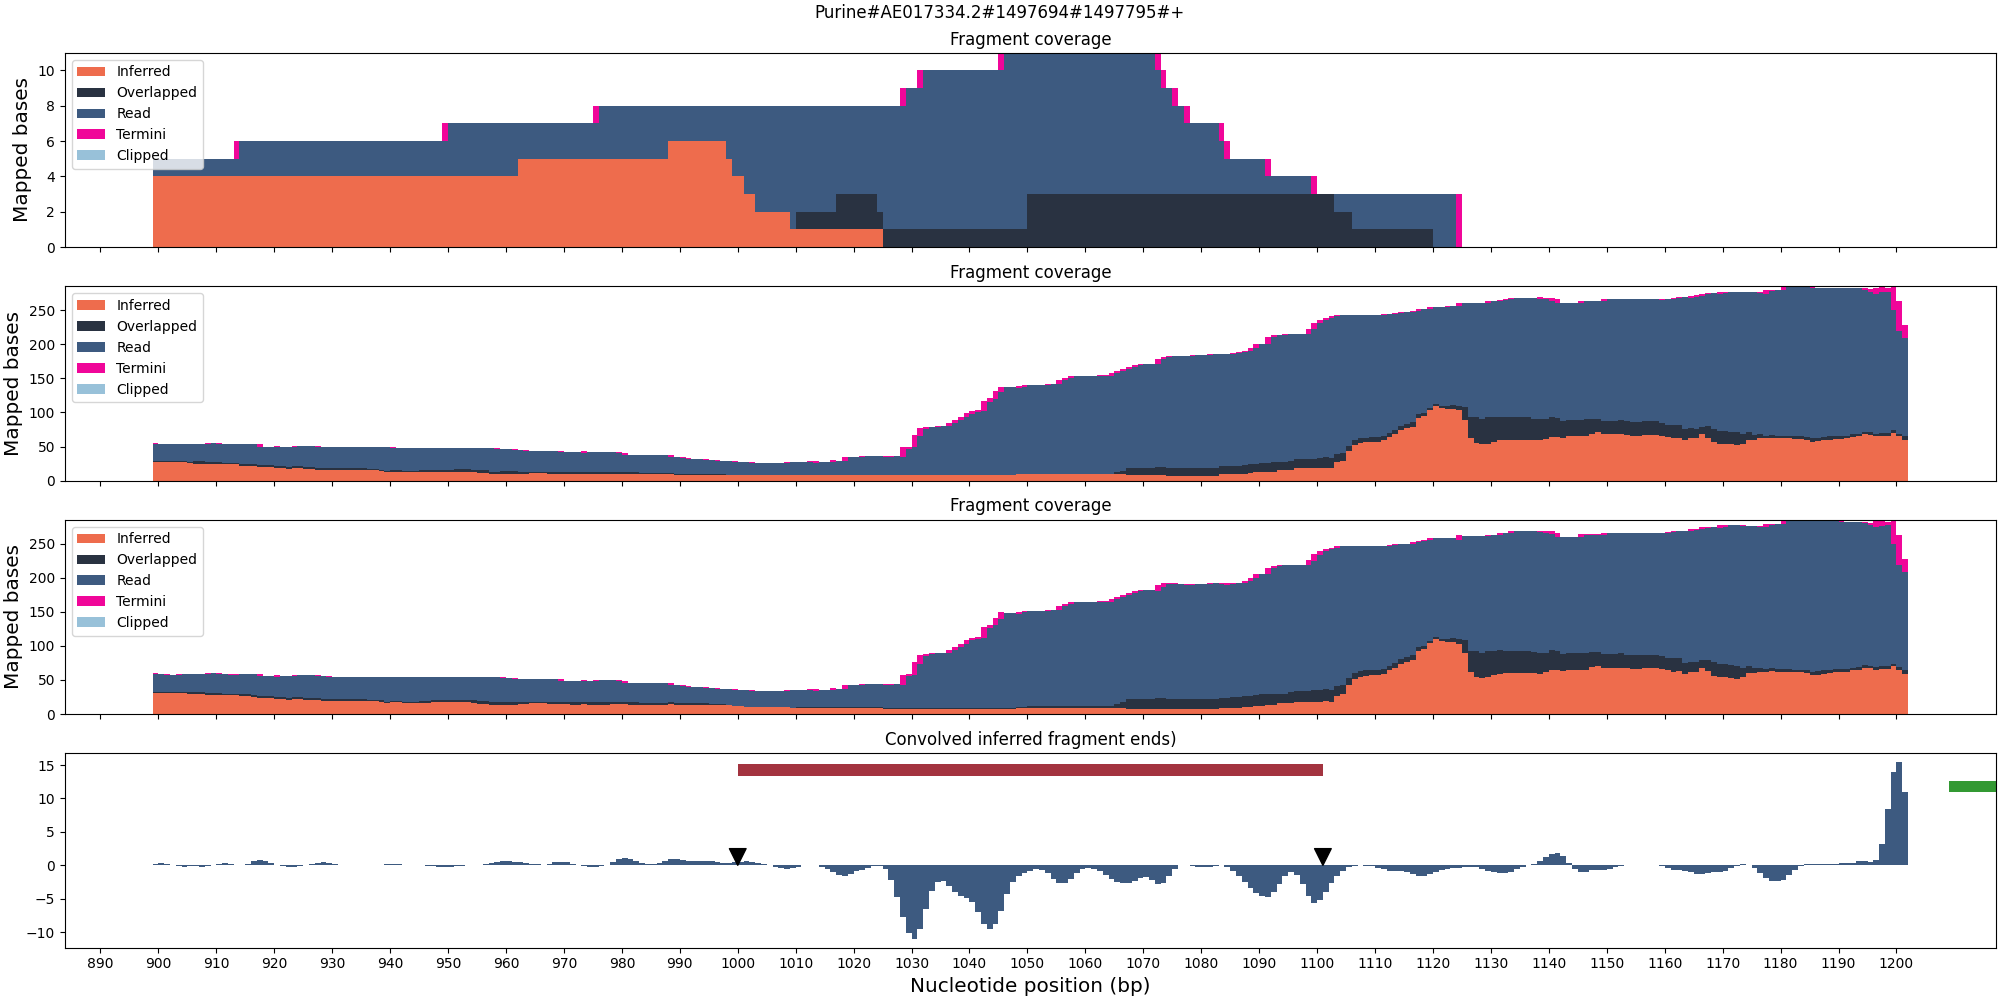 Purine#AE017334.2#1497694#1497795#+
Fragment coverage
Mapped bases
10
8
6
4
2
0
Inferred
Overlapped
Read
Termini
Clipped
Fragment coverage
Mapped bases
250
200
150
100
50
0
Inferred
Overlapped
Read
Termini
Clipped
Fragment coverage
Mapped bases
250
200
150
100
50
0
Inferred
Overlapped
Read
Termini
Clipped
Convolved inferred fragment ends)
15
10
5
0
−5
−10
890 900 910 920 930 940 950 960 970 980 990 1000 1010 1020 1030 1040 1050 1060 1070 1080 1090 1100 1110 1120 1130 1140 1150 1160 1170 1180 1190 1200
Nucleotide position (bp)